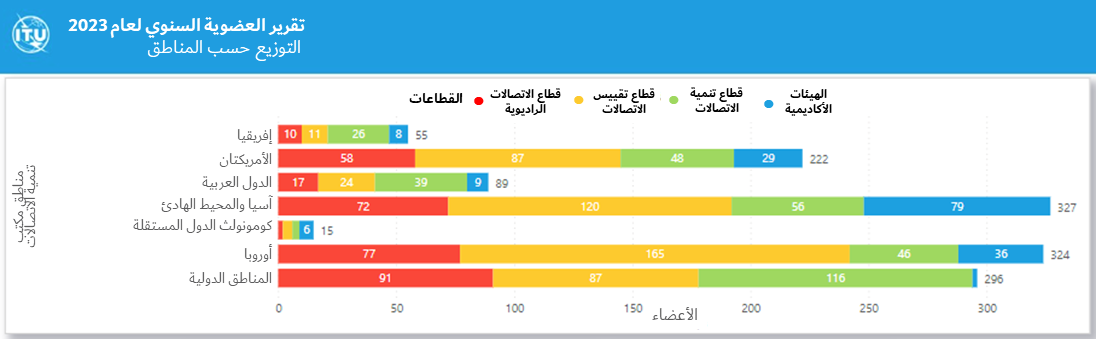 ITU
تقرير العضوية السنوي لعام 2023
التوزيع حسب المناطق
القطاعات
قطاع الاتصالات
الراديوية
قطاع تقييس
الاتصالات
قطاع تنمية
الاتصالات
الهيئات
الأكاديمية
مناطق مكتب
تنمية الاتصالات
إفريقيا 10 11 26 8 55
الأمريكتان 58 87 48 29 222
الدول العربية 17 24 39 9 89
آسيا والمحيط الهادئ 72 120 56 79 327
كومونولث الدول المستقلة 6 15
أوروبا 77 165 46 36 324
المناطق الدولية 91 87 116 296
0 50 100 150 200 250 300
الأعضاء